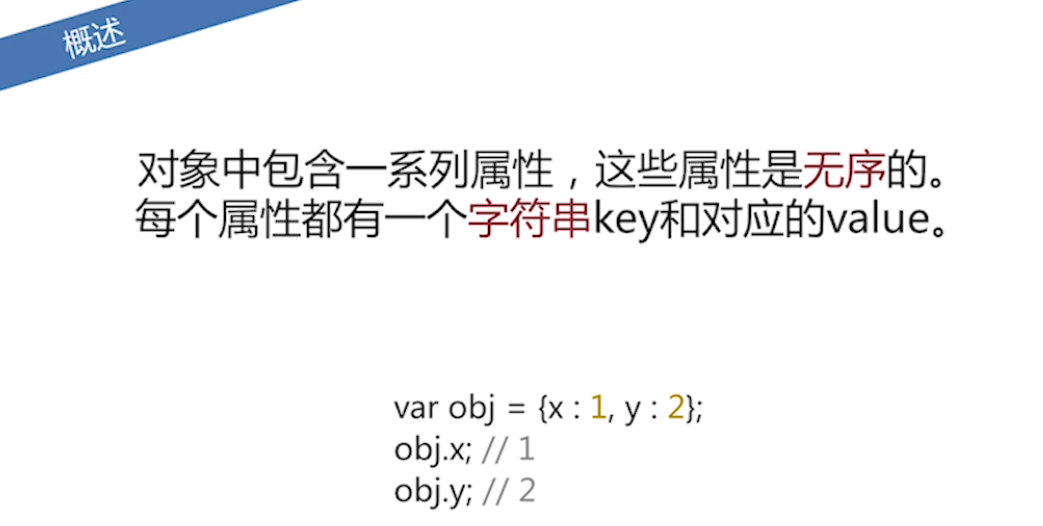 概述
对象中包含一系列属性，这些属性是无序的。
每个属性都有一个字符串key和对应的value。
var obj = {x : 1, y : 2};
obj.x; // 1
obj.y; // 2